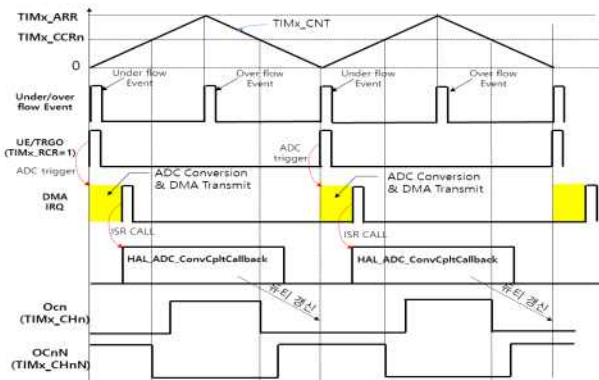 TIMx_ARR
TIMx_CNT
TIMx_CCRn
0
Under flow Event
Over flow Event
Under flow Event
Over flow Event
Under/over flow Event
UE/TRGO (TIMx_RCR=1)
ADC trigger
ADC trigger
ADC Conversion & DMA Transmit
ADC Conversion & DMA Transmit
DMA IRQ
ISR CALL
ISR CALL
HAL_ADC_ConvCpltCallback
HAL_ADC_ConvCpltCallback
듀티 갱신
듀티 갱신
Ocn (TIMx_CHn)
OCnN (TIMx_CHnN)